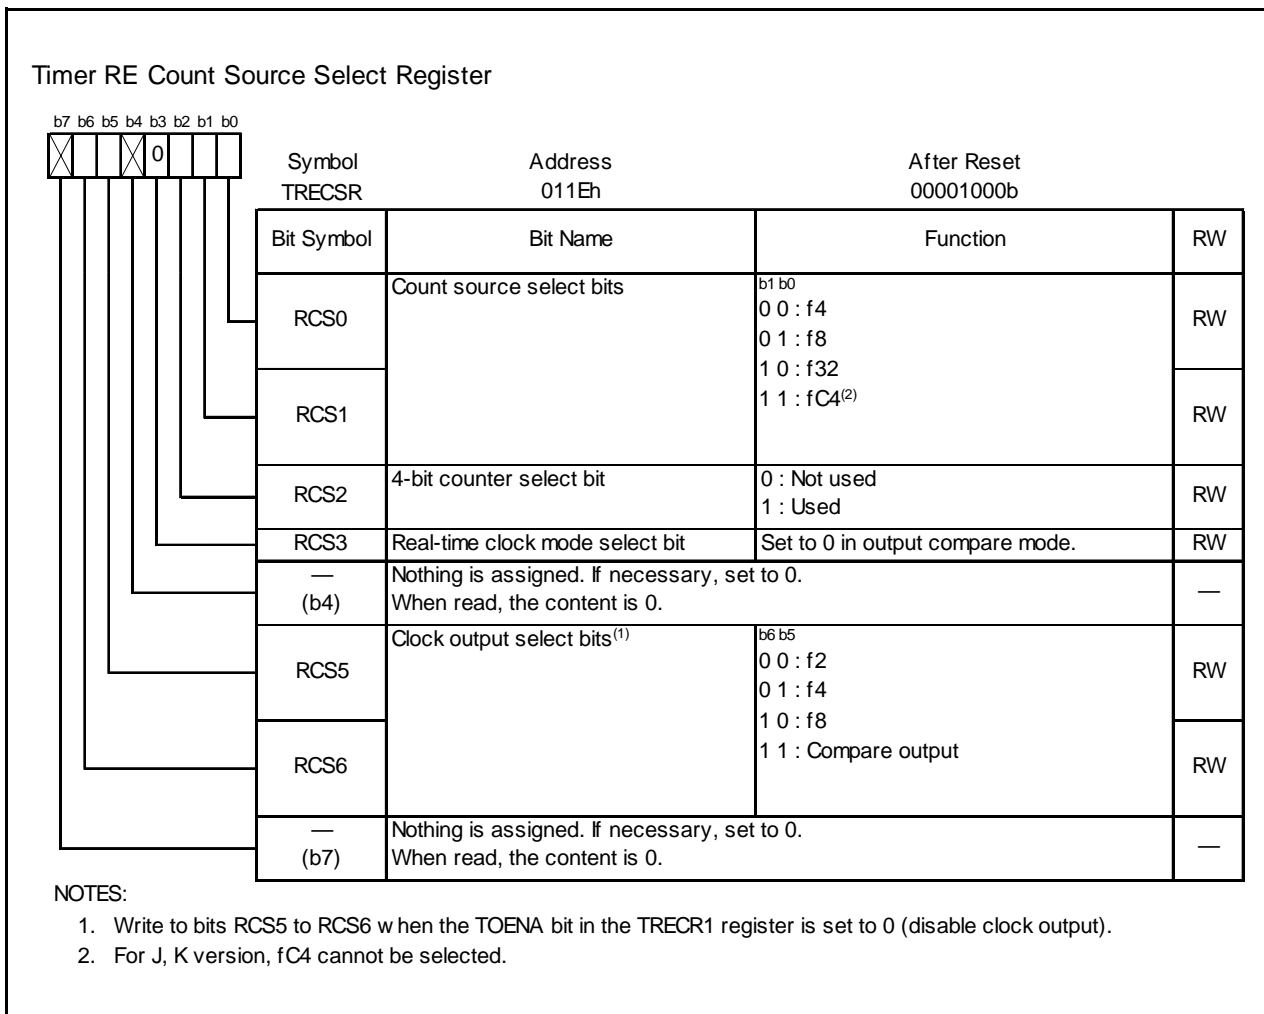 Timer RE Count Source Select Register
b7 b6 b5 b4 b3 b2 b1 b0
0
Symbol Address After Reset
TRECSR 011Eh 00001000b
Bit Symbol Bit Name Function RW
RCS0 Count source select bits b1 b0 RW
0 0 : f4
0 1 : f8
1 0 : f32
RCS1 1 1 : fC4(2) RW
RCS2 4-bit counter select bit 0 : Not used RW
1 : Used
RCS3 Real-time clock mode select bit Set to 0 in output compare mode. RW
— Nothing is assigned. If necessary, set to 0. —
(b4) When read, the content is 0.
RCS5 Clock output select bits(1) b6 b5 RW
0 0 : f2
0 1 : f4
1 0 : f8
RCS6 1 1 : Compare output RW
— Nothing is assigned. If necessary, set to 0. —
(b7) When read, the content is 0.
NOTES:
1. Write to bits RCS5 to RCS6 w hen the TOENA bit in the TRECR1 register is set to 0 (disable clock output).
2. For J, K version, fC4 cannot be selected.